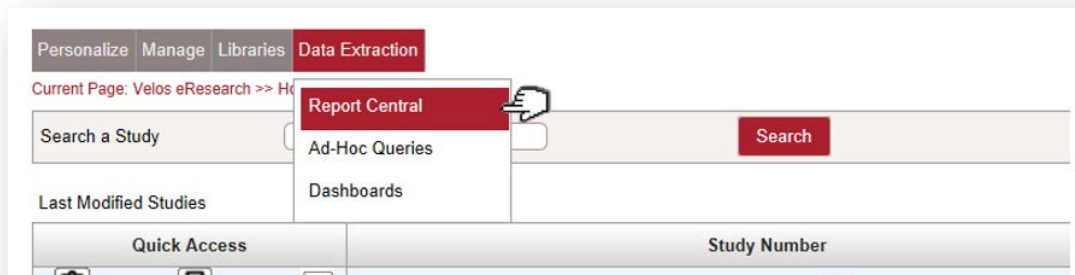 Personalize Manage Libraries Data Extraction
Current Page: Velos eResearch >> Ho
Report Central
Search a Study
Search
Ad-Hoc Queries
Dashboards
Last Modified Studies
Quick Access Study Number